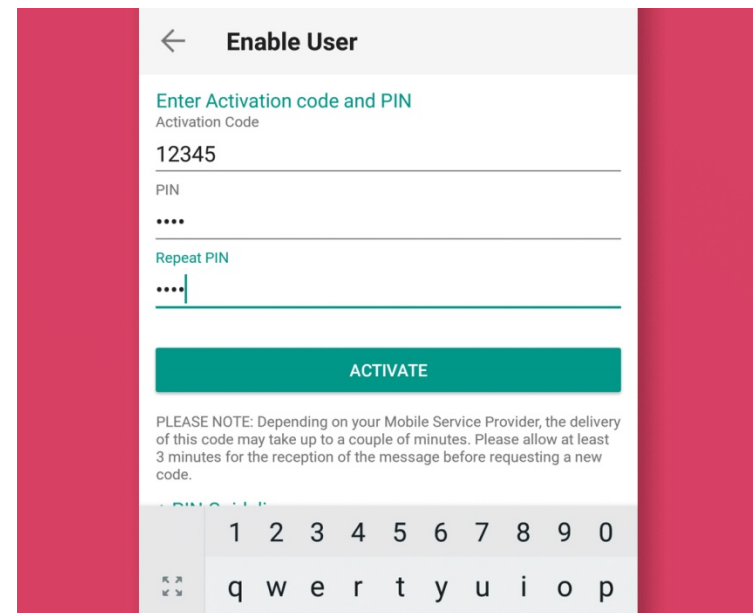 Enable User
Enter Activation code and PIN
Activation Code
12345
PIN
••••
Repeat PIN
••••
ACTIVATE
PLEASE NOTE: Depending on your Mobile Service Provider, the delivery
of this code may take up to a couple of minutes. Please allow at least
3 minutes for the reception of the message before requesting a new
code.
1 2 3 4 5 6 7 8 9 0
q w e r t y u i o p